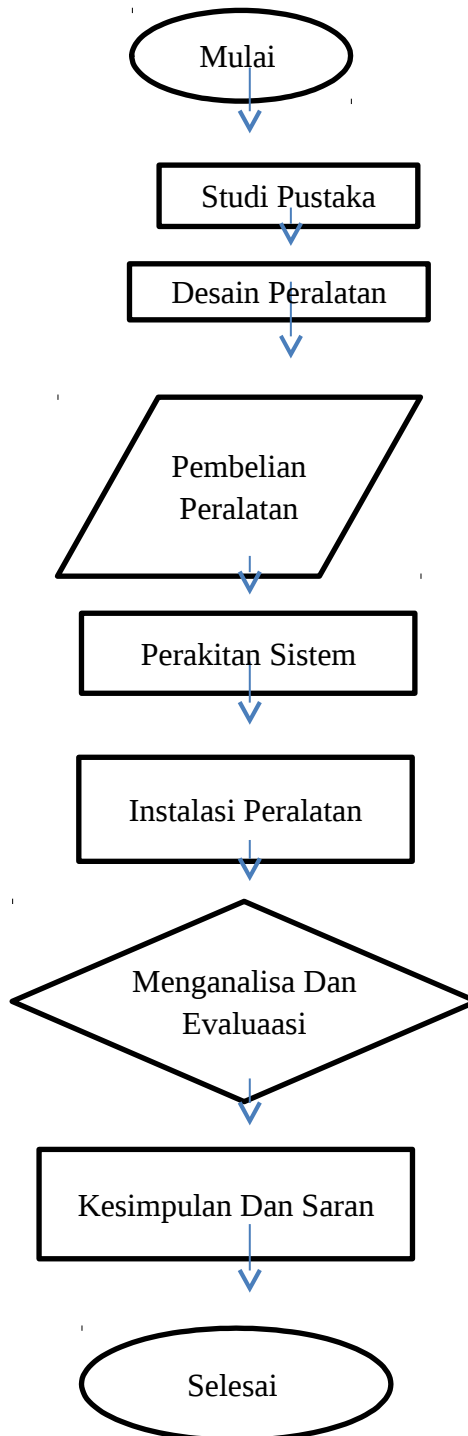 Mulai
Studi Pustaka
Desain Peralatan
Pembelian
Peralatan
Perakitan Sistem
Instalasi Peralatan
Menganalisa Dan
Evaluaasi
Kesimpulan Dan Saran
Selesai